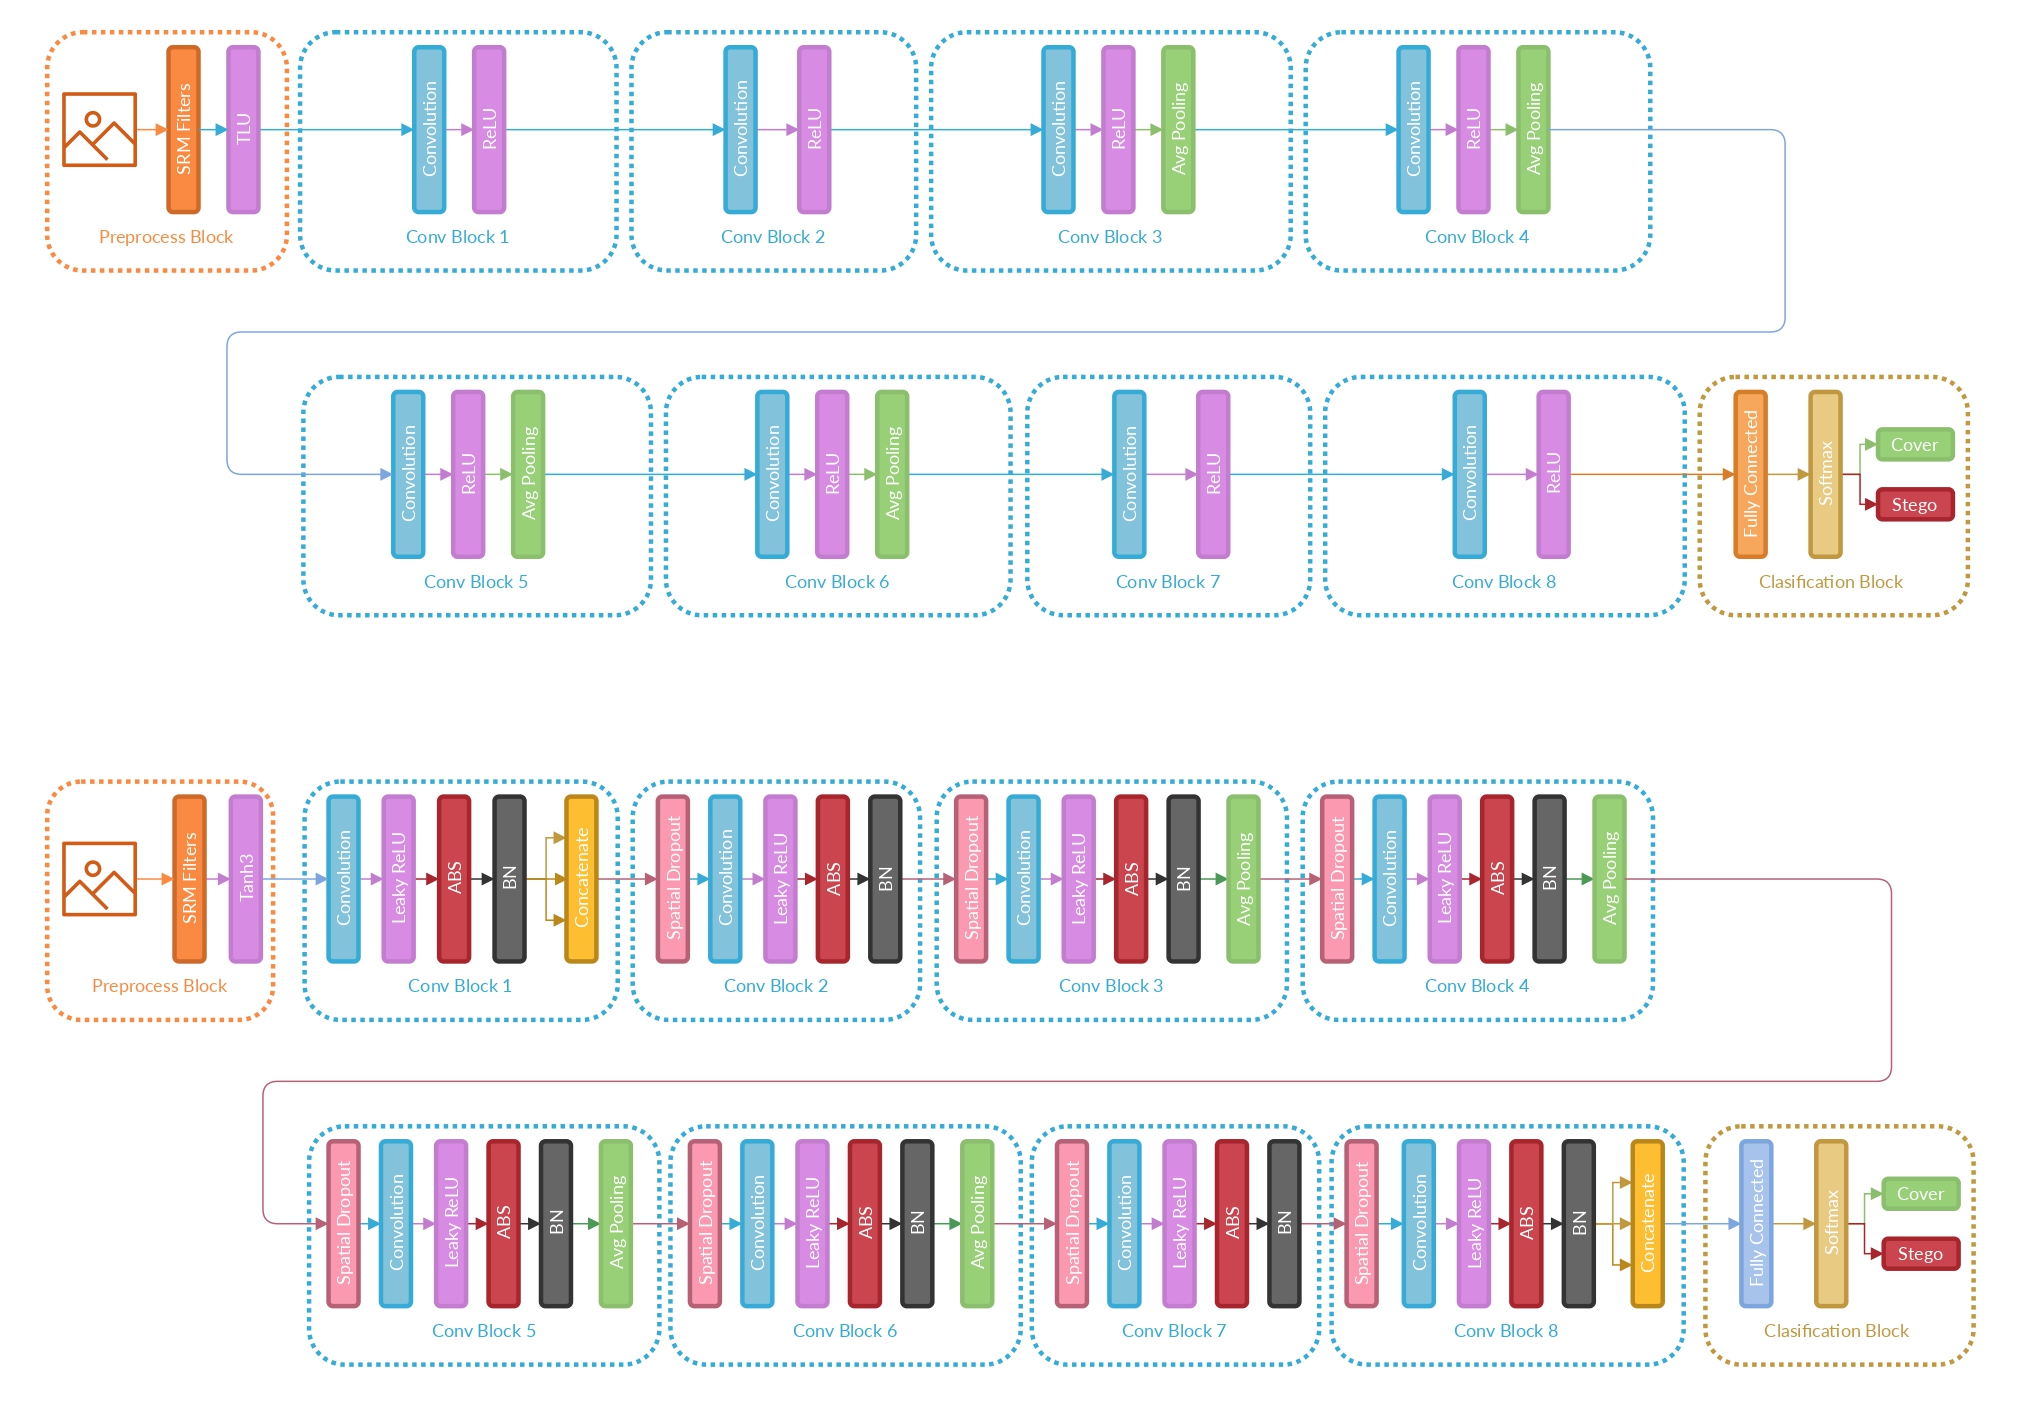 SRM Filters
TLU
Preprocess Block
Convolution
ReLU
Conv Block 1
Convolution
ReLU
Conv Block 2
Convolution
ReLU
Avg Pooling
Conv Block 3
Convolution
ReLU
Avg Pooling
Conv Block 4
Convolution
ReLU
Avg Pooling
Conv Block 5
Convolution
ReLU
Avg Pooling
Conv Block 6
Convolution
ReLU
Conv Block 7
Convolution
ReLU
Conv Block 8
Fully Connected
Softmax
Cover
Stego
Clasification Block
SRM Filters
Tanh3
Preprocess Block
Convolution
Leaky ReLU
ABS
BN
Concatenate
Conv Block 1
Spatial Dropout
Convolution
Leaky ReLU
ABS
BN
Conv Block 2
Spatial Dropout
Convolution
Leaky ReLU
ABS
BN
Avg Pooling
Conv Block 3
Spatial Dropout
Convolution
Leaky ReLU
ABS
BN
Avg Pooling
Conv Block 4
Spatial Dropout
Convolution
Leaky ReLU
ABS
BN
Avg Pooling
Conv Block 5
Spatial Dropout
Convolution
Leaky ReLU
ABS
BN
Avg Pooling
Conv Block 6
Spatial Dropout
Convolution
Leaky ReLU
ABS
BN
Conv Block 7
Spatial Dropout
Convolution
Leaky ReLU
ABS
BN
Concatenate
Conv Block 8
Fully Connected
Softmax
Cover
Stego
Clasification Block